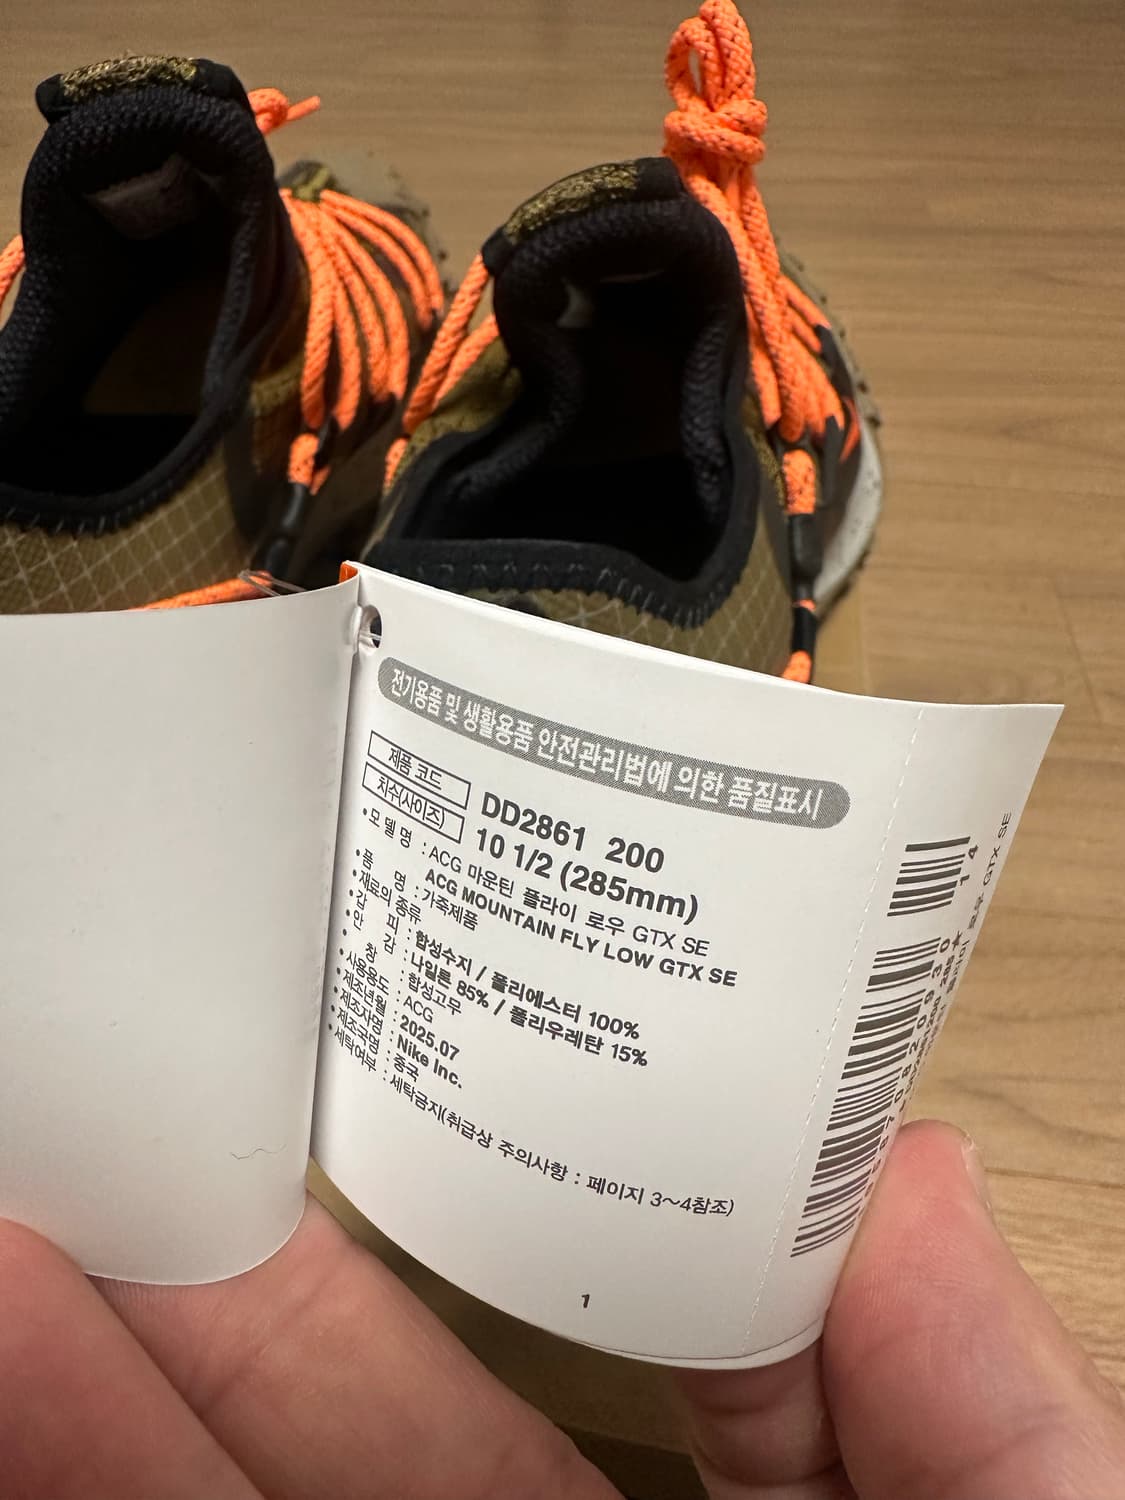 전기용품 및 생활용품 안전관리법에 의한 품질표시
제품 코드
치수(사이즈)
DD2861 200
10 1/2 (285mm)
•모델명 : ACG 마운틴 플라이 로우 GTX SE
ACG MOUNTAIN FLY LOW GTX SE
•품 명 : 가죽제품
•재료의 종류
•갑 피 : 합성수지 / 폴리에스터 100%
•안 감 : 나일론 85% / 폴리우레탄 15%
창 : 합성고무
•사용용도 : ACG
•제조년월 : 2025.07
•제조자명 : Nike Inc.
•제조국명 : 중국
•세탁여부 : 세탁금지(취급상 주의사항 : 페이지 3~4참조)
1
14
GTX SE